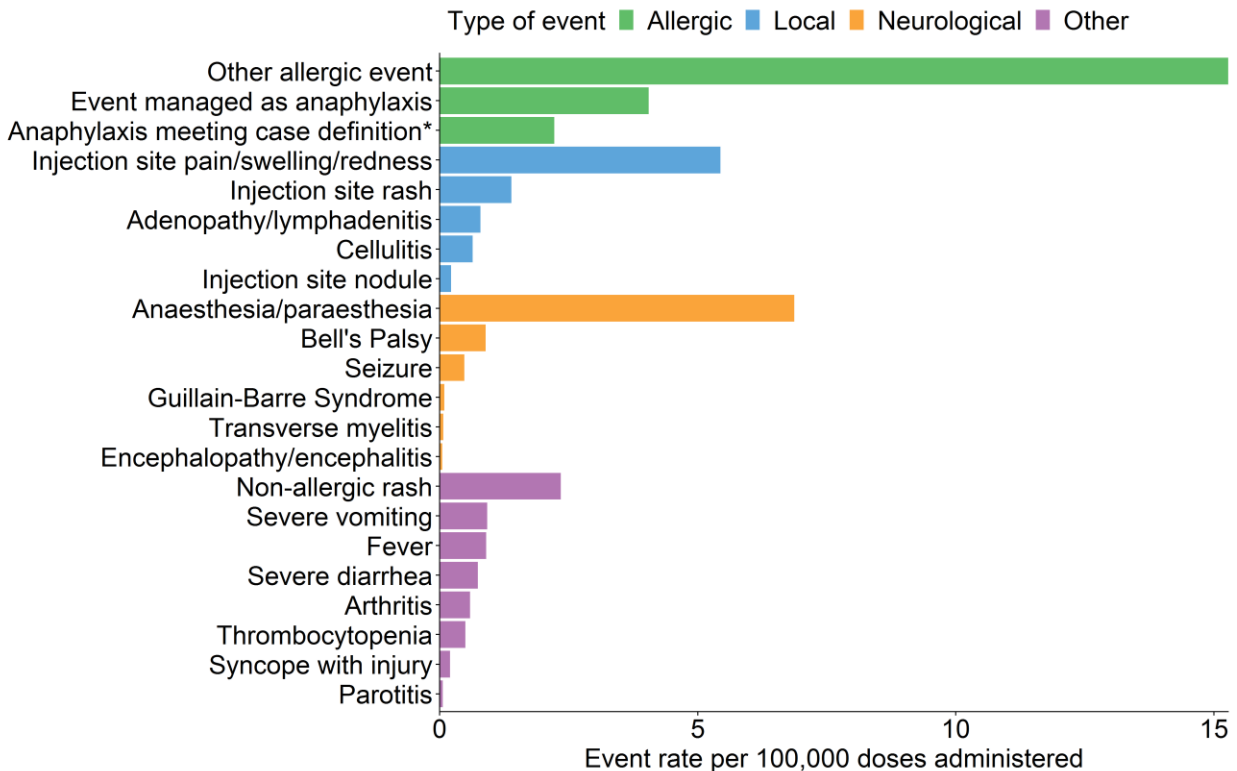 Type of event Allergic Local Neurological Other
Other allergic event
Event managed as anaphylaxis
Anaphylaxis meeting case definition*
Injection site pain/swelling/redness
Injection site rash
Adenopathy/lymphadenitis
Cellulitis
Injection site nodule
Anaesthesia/paraesthesia
Bell's Palsy
Seizure
Guillain-Barre Syndrome
Transverse myelitis
Encephalopathy/encephalitis
Non-allergic rash
Severe vomiting
Fever
Severe diarrhea
Arthritis
Thrombocytopenia
Syncope with injury
Parotitis
0 5 10 15
Event rate per 100,000 doses administered